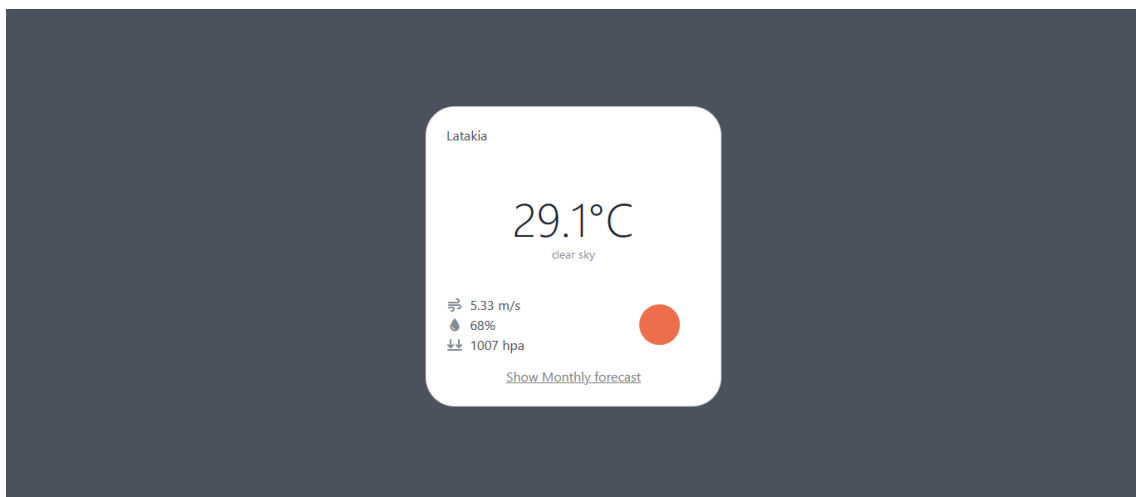 Latakia
29.1°C
clear sky
5.33 m/s
68%
1007 hpa
Show Monthly forecast